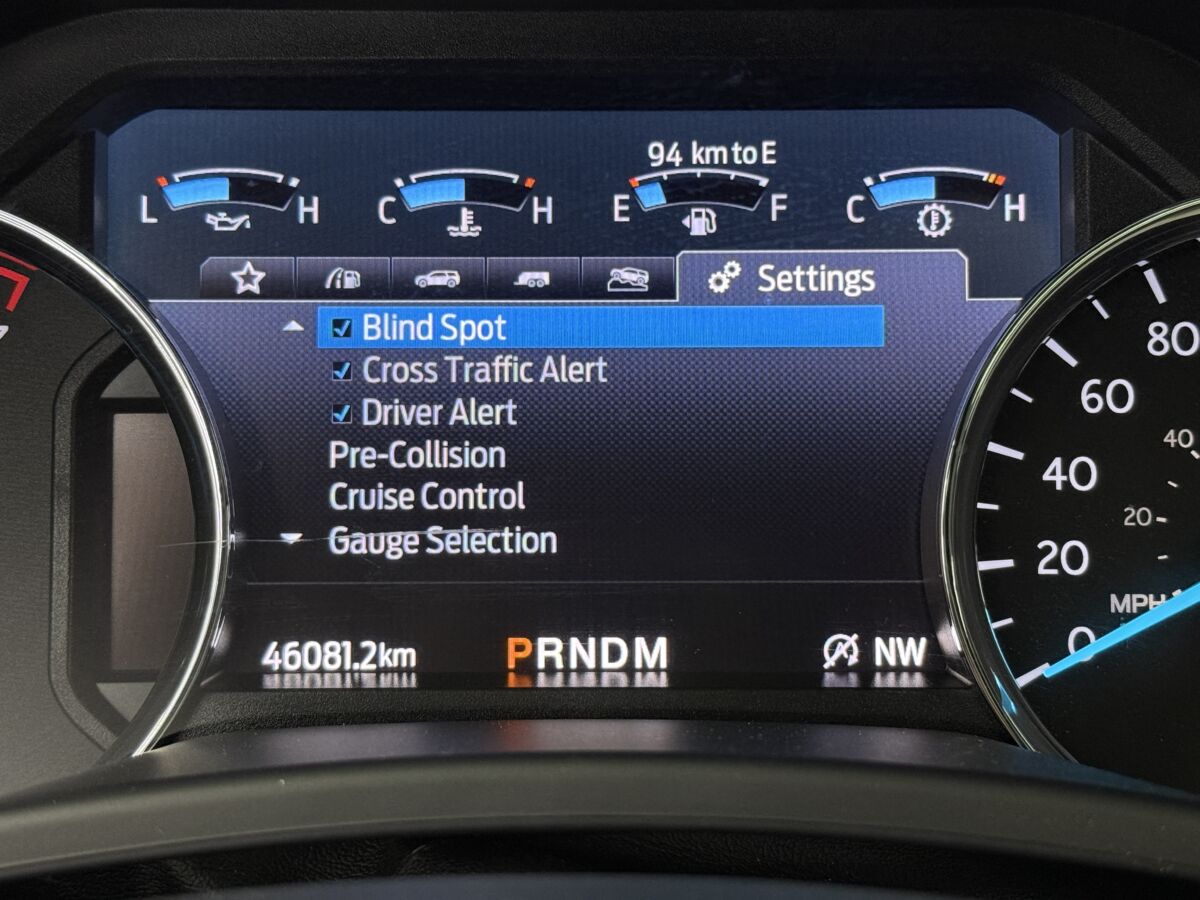 94 km to E
L H C H E F C H
Settings
Blind Spot
Cross Traffic Alert
Driver Alert
Pre-Collision
Cruise Control
Gauge Selection
46081.2km PRNDM NW
80
60
40
40
20
20
MPH
0